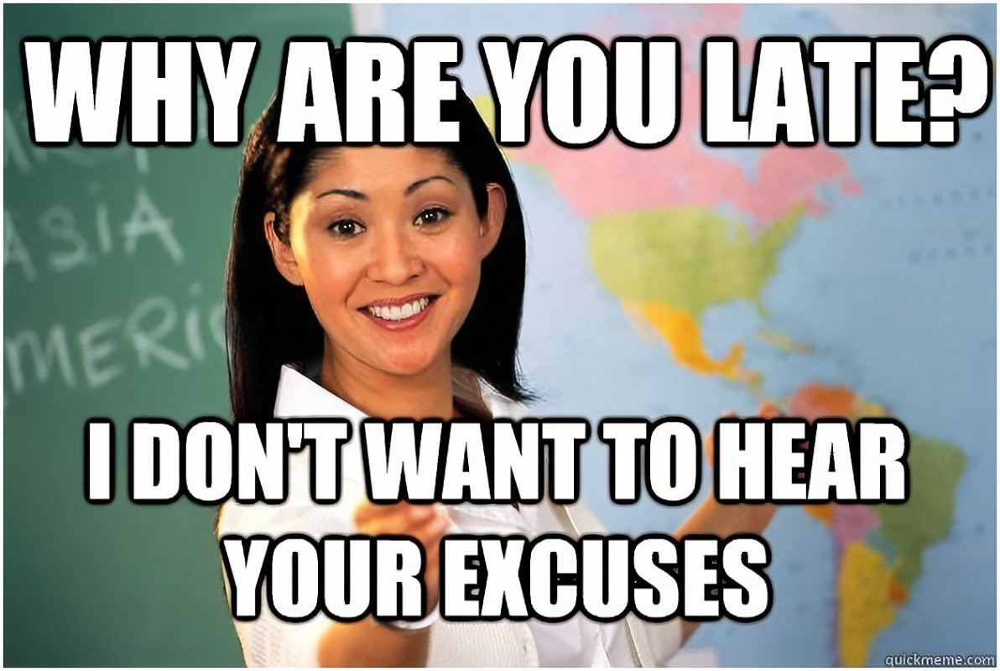 WHY ARE YOU LATE?
ASIA
I DON'T WANT TO HEAR
YOUR EXCUSES
quickmeme.com